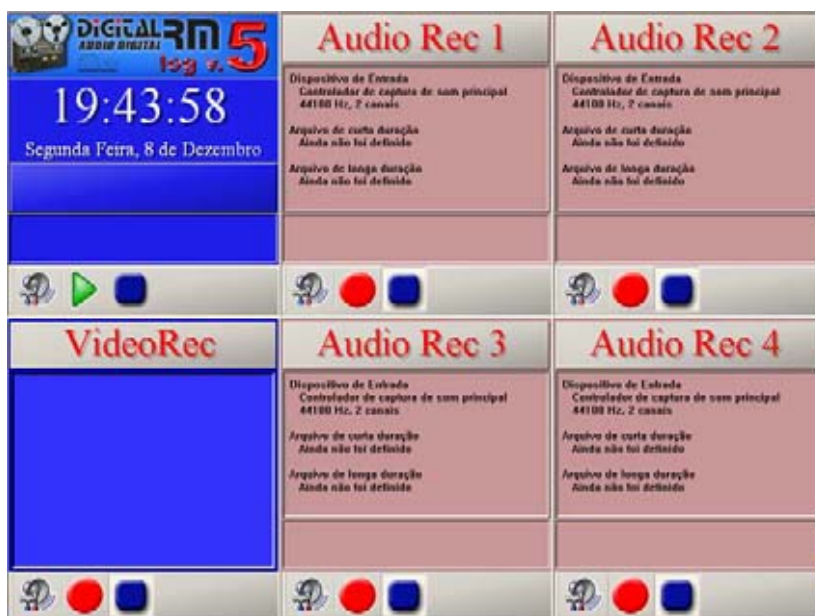 DiGiTAL RM 5
AUDIO DIGITAL
log v.
19:43:58
Segunda Feira, 8 de Dezembro
Audio Rec 1
Dispositivo de Entrada
Controlador de captura de som principal
44100 Hz, 2 canais
Arquivo de curta duração
Ainda não foi definido
Arquivo de longa duração
Ainda não foi definido
Audio Rec 2
Dispositivo de Entrada
Controlador de captura de som principal
44100 Hz, 2 canais
Arquivo de curta duração
Ainda não foi definido
Arquivo de longa duração
Ainda não foi definido
VideoRec
Audio Rec 3
Dispositivo de Entrada
Controlador de captura de som principal
44100 Hz, 2 canais
Arquivo de curta duração
Ainda não foi definido
Arquivo de longa duração
Ainda não foi definido
Audio Rec 4
Dispositivo de Entrada
Controlador de captura de som principal
44100 Hz, 2 canais
Arquivo de curta duração
Ainda não foi definido
Arquivo de longa duração
Ainda não foi definido